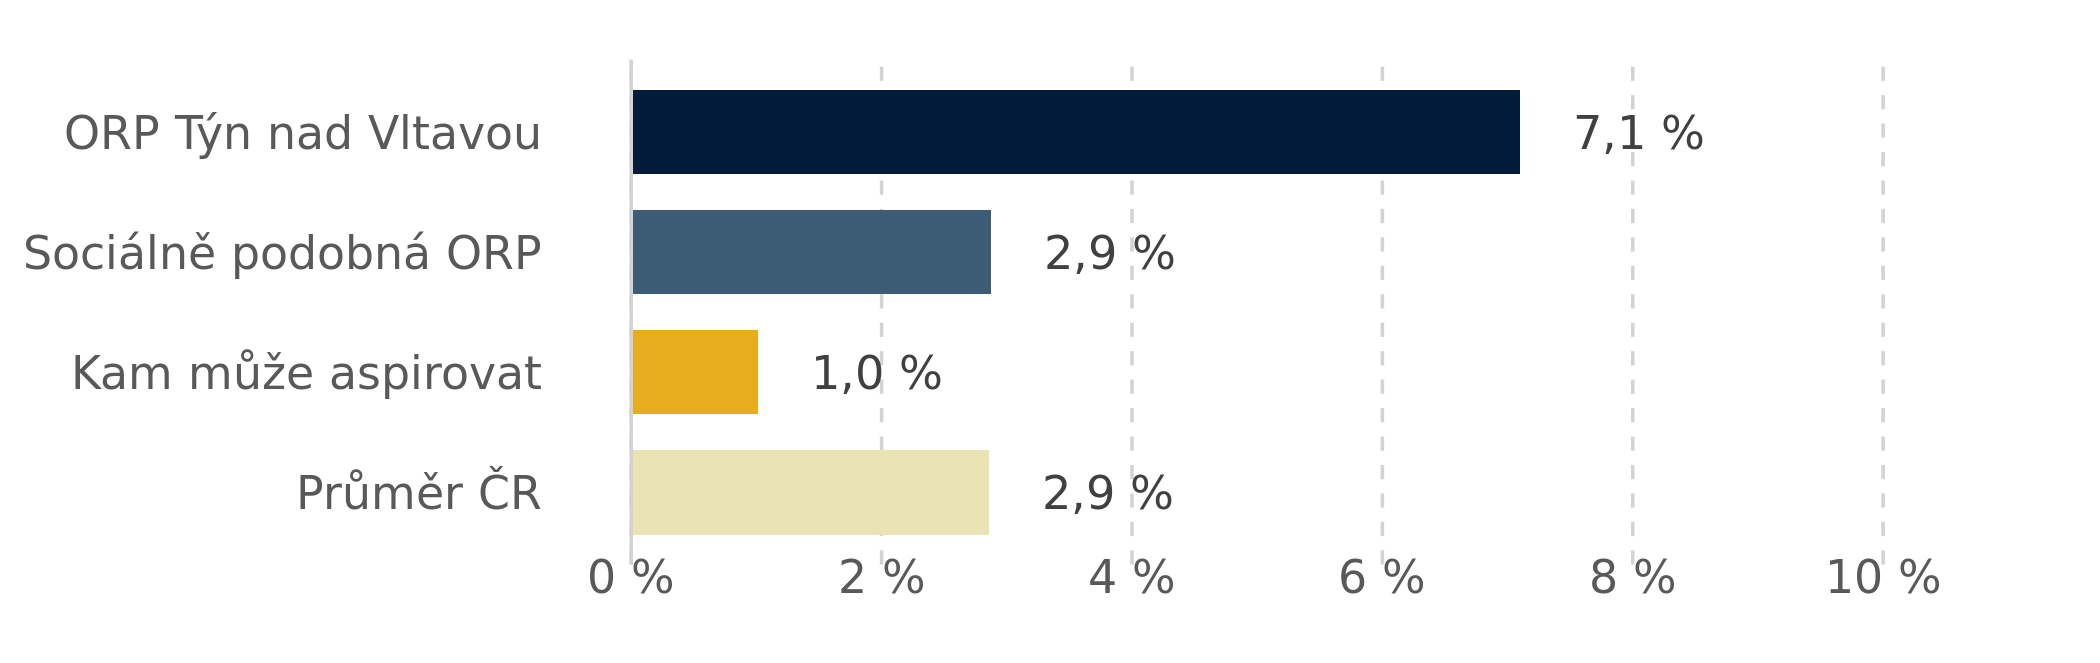 ORP Týn nad Vltavou 7,1 %
Sociálně podobná ORP 2,9 %
Kam může aspirovat 1,0 %
Průměr ČR 2,9 %
0 % 2 % 4 % 6 % 8 % 10 %